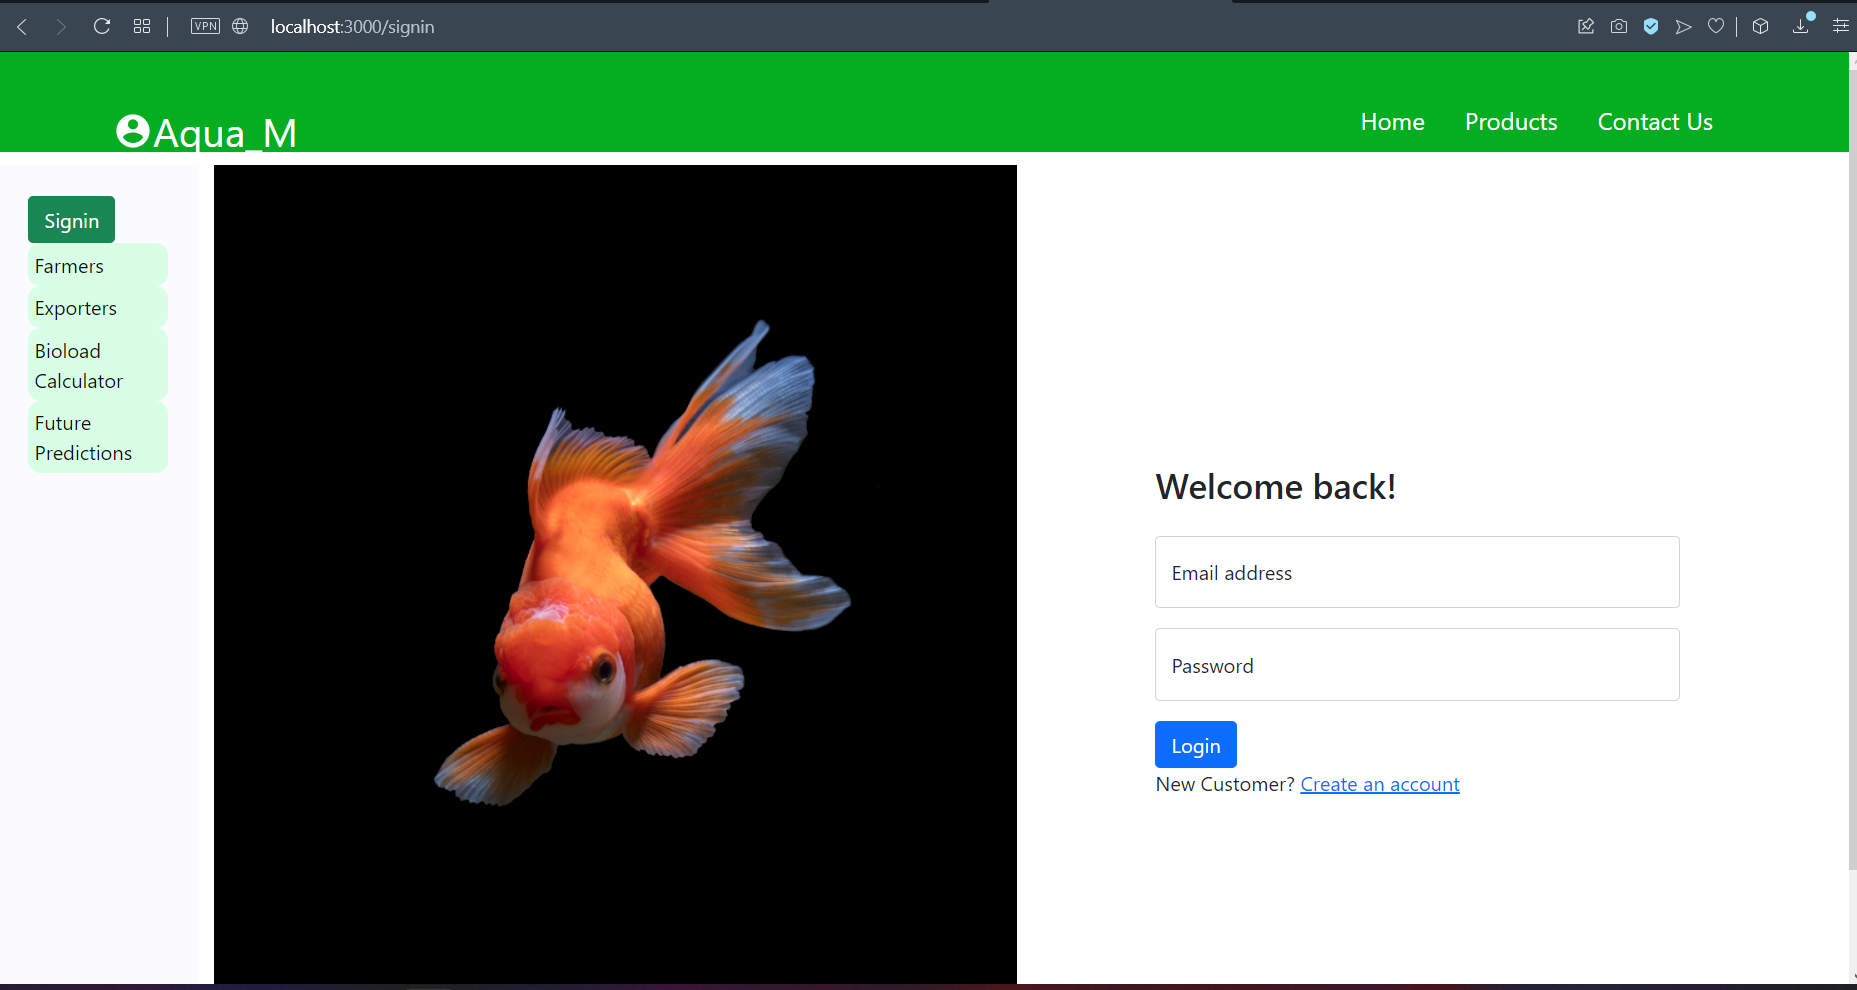 VPN
localhost:3000/signin
Aqua_M
Home
Products
Contact Us
Signin
Farmers
Exporters
Bioload
Calculator
Future
Predictions
Welcome back!
Email address
Password
Login
New Customer? Create an account